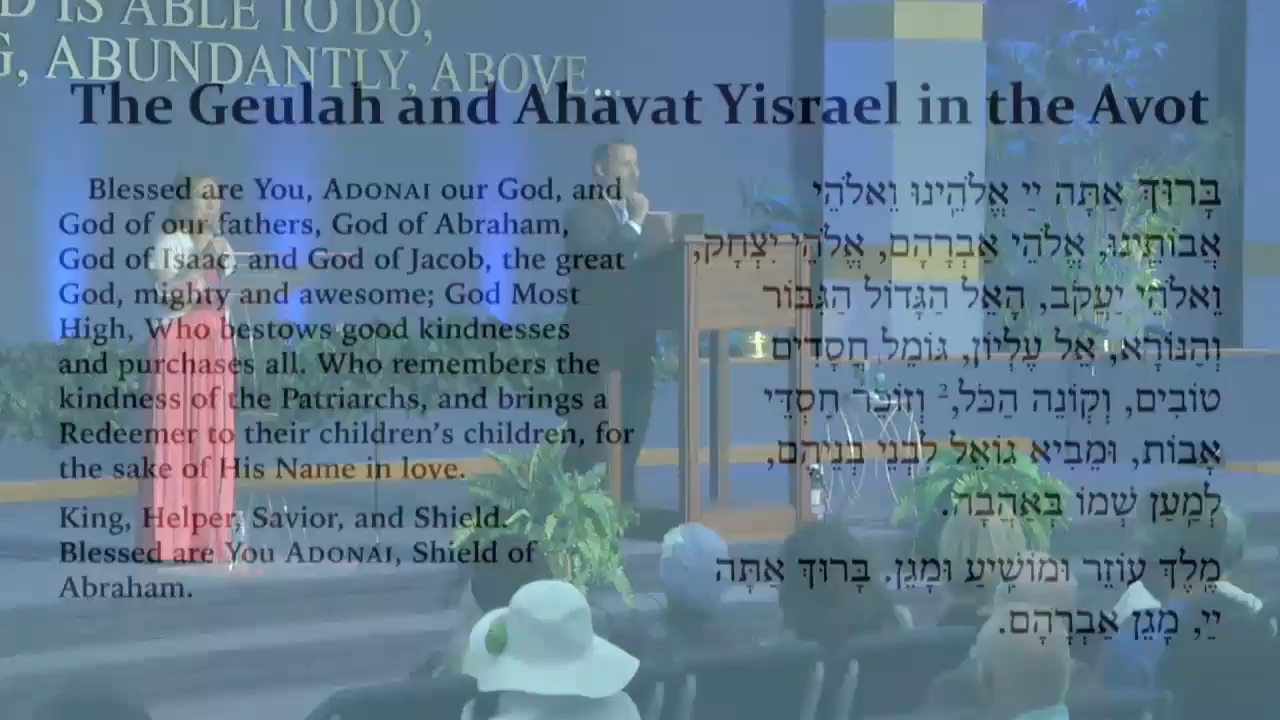 D IS ABLE TO DO,
G, ABUNDANTLY, ABOVE...
The Geulah and Ahavat Yisrael in the Avot
Blessed are You, ADONAI our God, and
God of our fathers, God of Abraham,
God of Isaac, and God of Jacob, the great
God, mighty and awesome; God Most
High, Who bestows good kindnesses
and purchases all. Who remembers the
kindness of the Patriarchs, and brings a
Redeemer to their children's children, for
the sake of His Name in love.
King, Helper, Savior, and Shield.
Blessed are You ADONAI, Shield of
Abraham.
בָּרוּךְ אַתָּה יְיָ אֱלֹהֵֽינוּ וֵאלֹהֵי
אֲבוֹתֵֽינוּ, אֱלֹהֵי אַבְרָהָם, אֱלֹהֵי יִצְחָק,
וֵאלֹהֵי יַעֲקֹב, הָאֵל הַגָּדוֹל הַגִּבּוֹר
וְהַנּוֹרָא, אֵל עֶלְיוֹן, גּוֹמֵל חֲסָדִים
טוֹבִים, וְקוֹנֵה הַכֹּל,² וְזוֹכֵר חַסְדֵי
אָבוֹת, וּמֵבִיא גוֹאֵל לִבְנֵי בְנֵיהֶם,
לְמַֽעַן שְׁמוֹ בְּאַהֲבָה.
מֶֽלֶךְ עוֹזֵר וּמוֹשִֽׁיעַ וּמָגֵן. בָּרוּךְ אַתָּה
יְיָ, מָגֵן אַבְרָהָם.